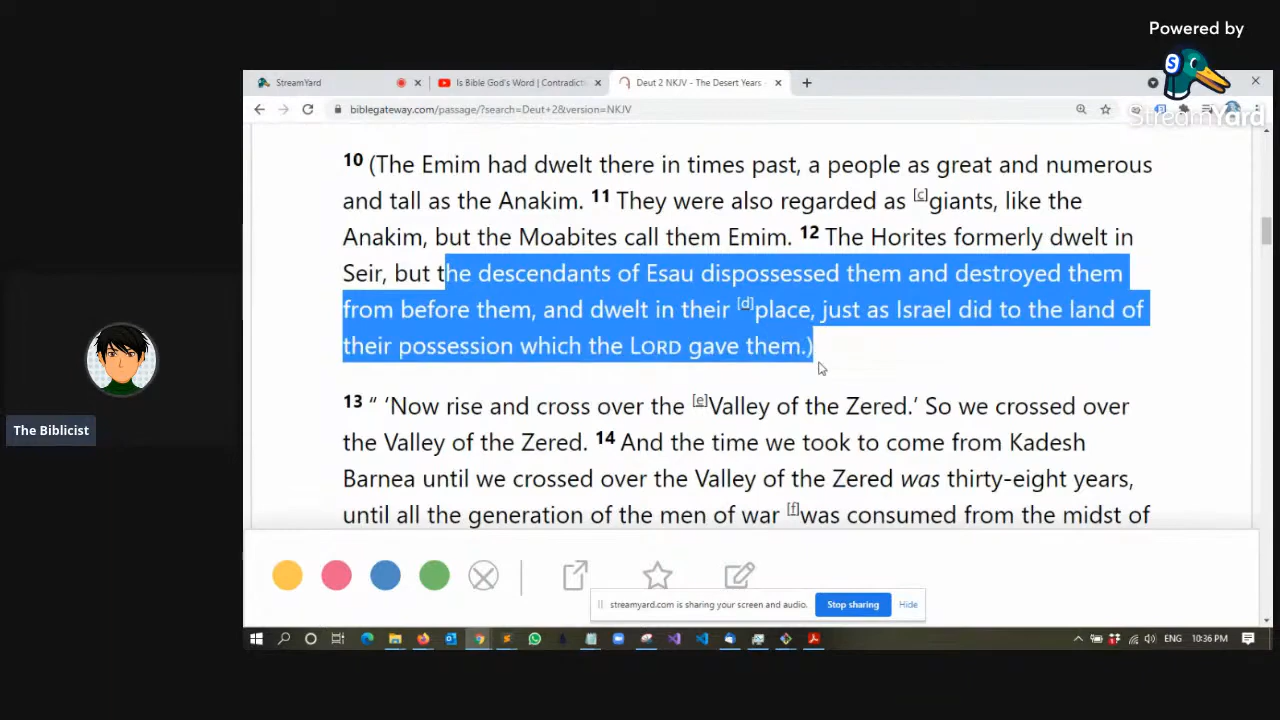 Powered by
StreamYard
StreamYard
Is Bible God's Word | Contradicti
Deut 2 NKJV - The Desert Years -
biblegateway.com/passage/?search=Deut+2&version=NKJV
10 (The Emim had dwelt there in times past, a people as great and numerous
and tall as the Anakim. 11 They were also regarded as [c]giants, like the
Anakim, but the Moabites call them Emim. 12 The Horites formerly dwelt in
Seir, but the descendants of Esau dispossessed them and destroyed them
from before them, and dwelt in their [d]place, just as Israel did to the land of
their possession which the LORD gave them.)
The Biblicist
13 “ ‘Now rise and cross over the [e]Valley of the Zered.’ So we crossed over
the Valley of the Zered. 14 And the time we took to come from Kadesh
Barnea until we crossed over the Valley of the Zered was thirty-eight years,
until all the generation of the men of war [f]was consumed from the midst of
streamyard.com is sharing your screen and audio.
Stop sharing
Hide
ENG
10:36 PM